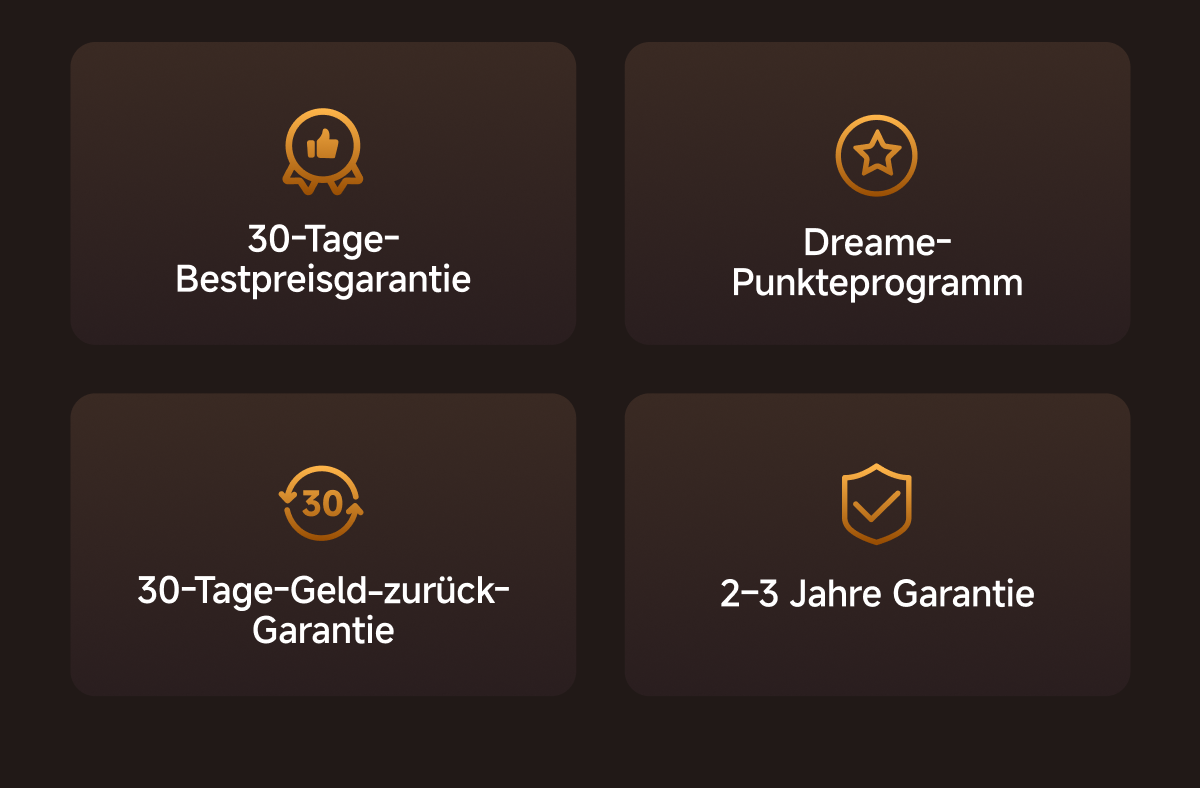 30-Tage-
Bestpreisgarantie
Dreame-
Punkteprogramm
30
30-Tage-Geld-zurück-
Garantie
2-3 Jahre Garantie